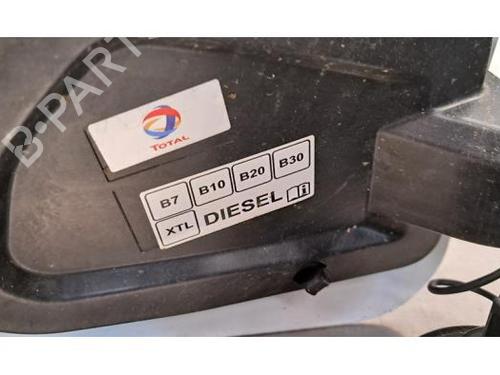 B-PARTS
TOTAL
B7 B10 B20 B30
XTL DIESEL